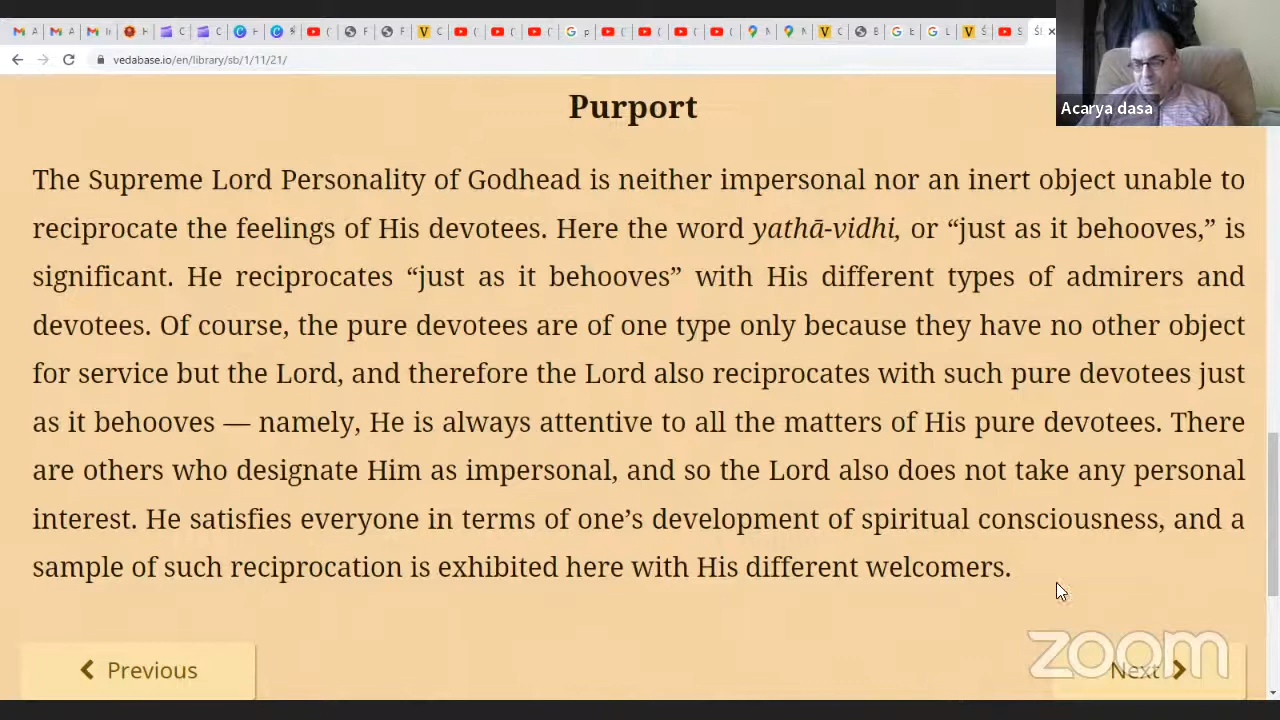 vedabase.io/en/library/sb/1/11/21/
Acarya dasa
Purport
The Supreme Lord Personality of Godhead is neither impersonal nor an inert object unable to
reciprocate the feelings of His devotees. Here the word yathā-vidhi, or “just as it behooves,” is
significant. He reciprocates “just as it behooves” with His different types of admirers and
devotees. Of course, the pure devotees are of one type only because they have no other object
for service but the Lord, and therefore the Lord also reciprocates with such pure devotees just
as it behooves — namely, He is always attentive to all the matters of His pure devotees. There
are others who designate Him as impersonal, and so the Lord also does not take any personal
interest. He satisfies everyone in terms of one’s development of spiritual consciousness, and a
sample of such reciprocation is exhibited here with His different welcomers.
Previous
Next
zoom